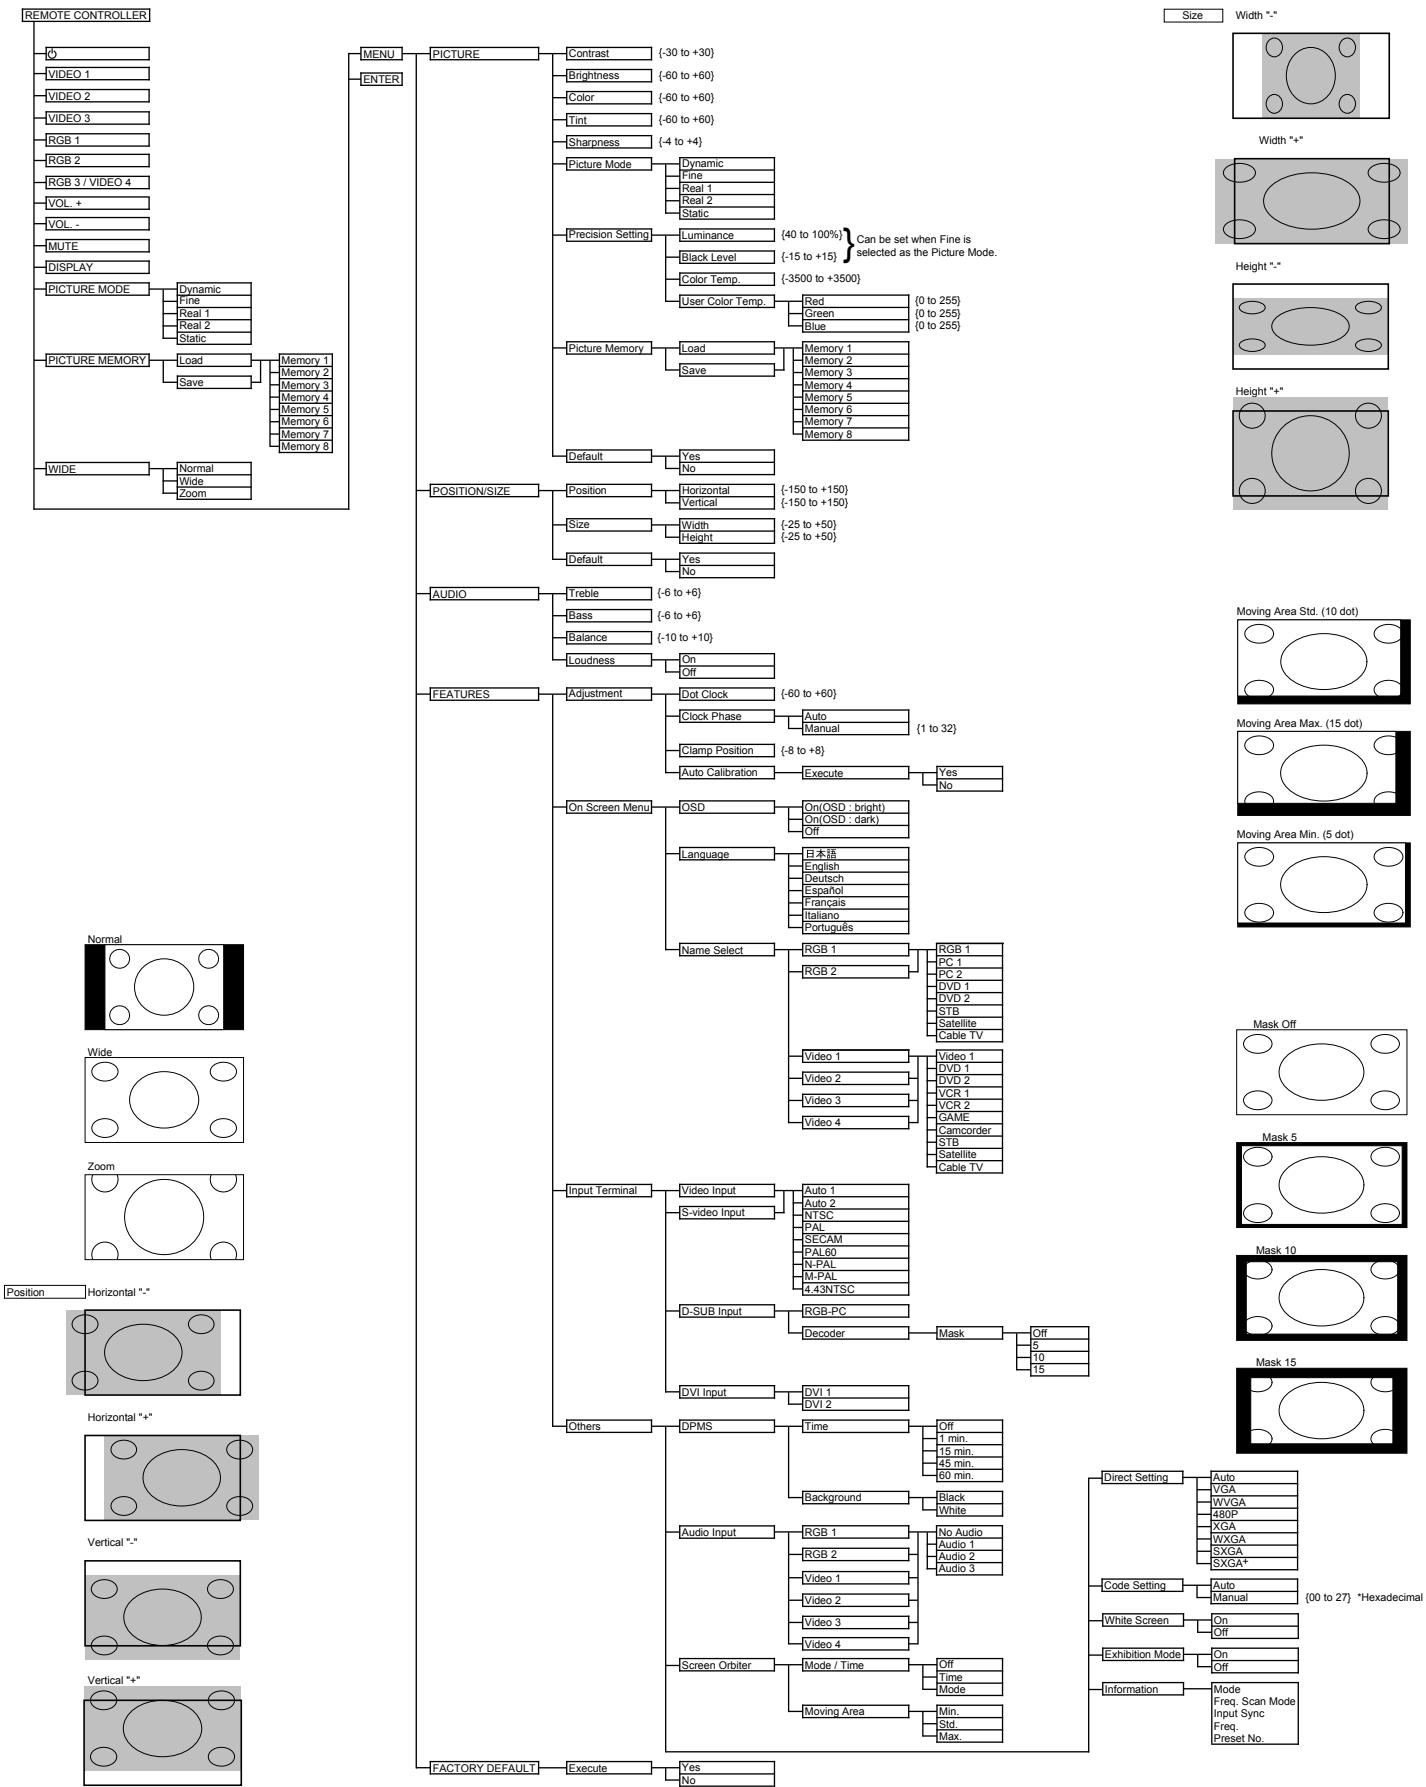 REMOTE CONTROLLER
⏻
VIDEO 1
VIDEO 2
VIDEO 3
RGB 1
RGB 2
RGB 3 / VIDEO 4
VOL. +
VOL. -
MUTE
DISPLAY
PICTURE MODE
Dynamic
Fine
Real 1
Real 2
Static
PICTURE MEMORY
Load
Save
Memory 1
Memory 2
Memory 3
Memory 4
Memory 5
Memory 6
Memory 7
Memory 8
WIDE
Normal
Wide
Zoom
MENU
ENTER
PICTURE
Contrast {-30 to +30}
Brightness {-60 to +60}
Color {-60 to +60}
Tint {-60 to +60}
Sharpness {-4 to +4}
Picture Mode
Dynamic
Fine
Real 1
Real 2
Static
Precision Setting
Luminance {40 to 100%}
Black Level {-15 to +15}
Can be set when Fine is
selected as the Picture Mode.
Color Temp. {-3500 to +3500}
User Color Temp.
Red {0 to 255}
Green {0 to 255}
Blue {0 to 255}
Picture Memory
Load
Save
Memory 1
Memory 2
Memory 3
Memory 4
Memory 5
Memory 6
Memory 7
Memory 8
Default
Yes
No
POSITION/SIZE
Position
Horizontal {-150 to +150}
Vertical {-150 to +150}
Size
Width {-25 to +50}
Height {-25 to +50}
Default
Yes
No
AUDIO
Treble {-6 to +6}
Bass {-6 to +6}
Balance {-10 to +10}
Loudness
On
Off
FEATURES
Adjustment
Dot Clock {-60 to +60}
Clock Phase
Auto
Manual {1 to 32}
Clamp Position {-8 to +8}
Auto Calibration
Execute
Yes
No
On Screen Menu
OSD
On(OSD : bright)
On(OSD : dark)
Off
Language
日本語
English
Deutsch
Español
Français
Italiano
Português
Name Select
RGB 1
RGB 2
RGB 1
PC 1
PC 2
DVD 1
DVD 2
STB
Satellite
Cable TV
Video 1
Video 2
Video 3
Video 4
Video 1
DVD 1
DVD 2
VCR 1
VCR 2
GAME
Camcorder
STB
Satellite
Cable TV
Input Terminal
Video Input
S-video Input
Auto 1
Auto 2
NTSC
PAL
SECAM
PAL60
N-PAL
M-PAL
4.43NTSC
D-SUB Input
RGB-PC
Decoder
Mask
Off
5
10
15
DVI Input
DVI 1
DVI 2
Others
DPMS
Time
Off
1 min.
15 min.
45 min.
60 min.
Background
Black
White
Audio Input
RGB 1
RGB 2
Video 1
Video 2
Video 3
Video 4
No Audio
Audio 1
Audio 2
Audio 3
Screen Orbiter
Mode / Time
Off
Time
Mode
Moving Area
Min.
Std.
Max.
Direct Setting
Auto
VGA
WVGA
480P
XGA
WXGA
SXGA
SXGA+
Code Setting
Auto
Manual {00 to 27} *Hexadecimal
White Screen
On
Off
Exhibition Mode
On
Off
Information
Mode
Freq. Scan Mode
Input Sync
Freq.
Preset No.
FACTORY DEFAULT
Execute
Yes
No
Normal
Wide
Zoom
Position
Horizontal "-"
Horizontal "+"
Vertical "-"
Vertical "+"
Size
Width "-"
Width "+"
Height "-"
Height "+"
Moving Area Std. (10 dot)
Moving Area Max. (15 dot)
Moving Area Min. (5 dot)
Mask Off
Mask 5
Mask 10
Mask 15